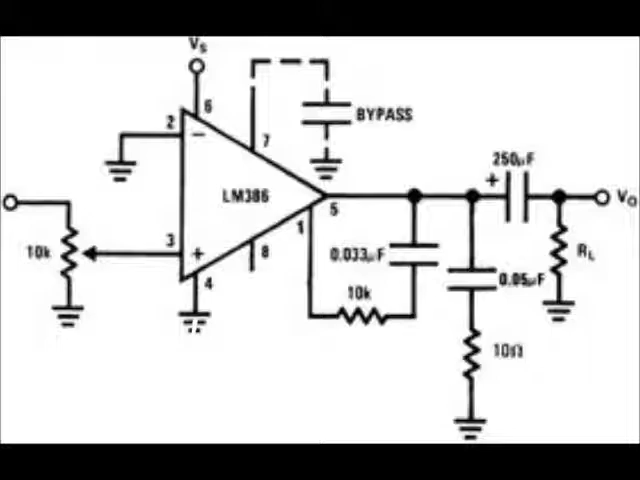 Vs
6
2
−
7
BYPASS
LM386
250µF
+
5
Vo
3
1
10k
+
8
0.033µF
RL
4
0.05µF
10k
10Ω